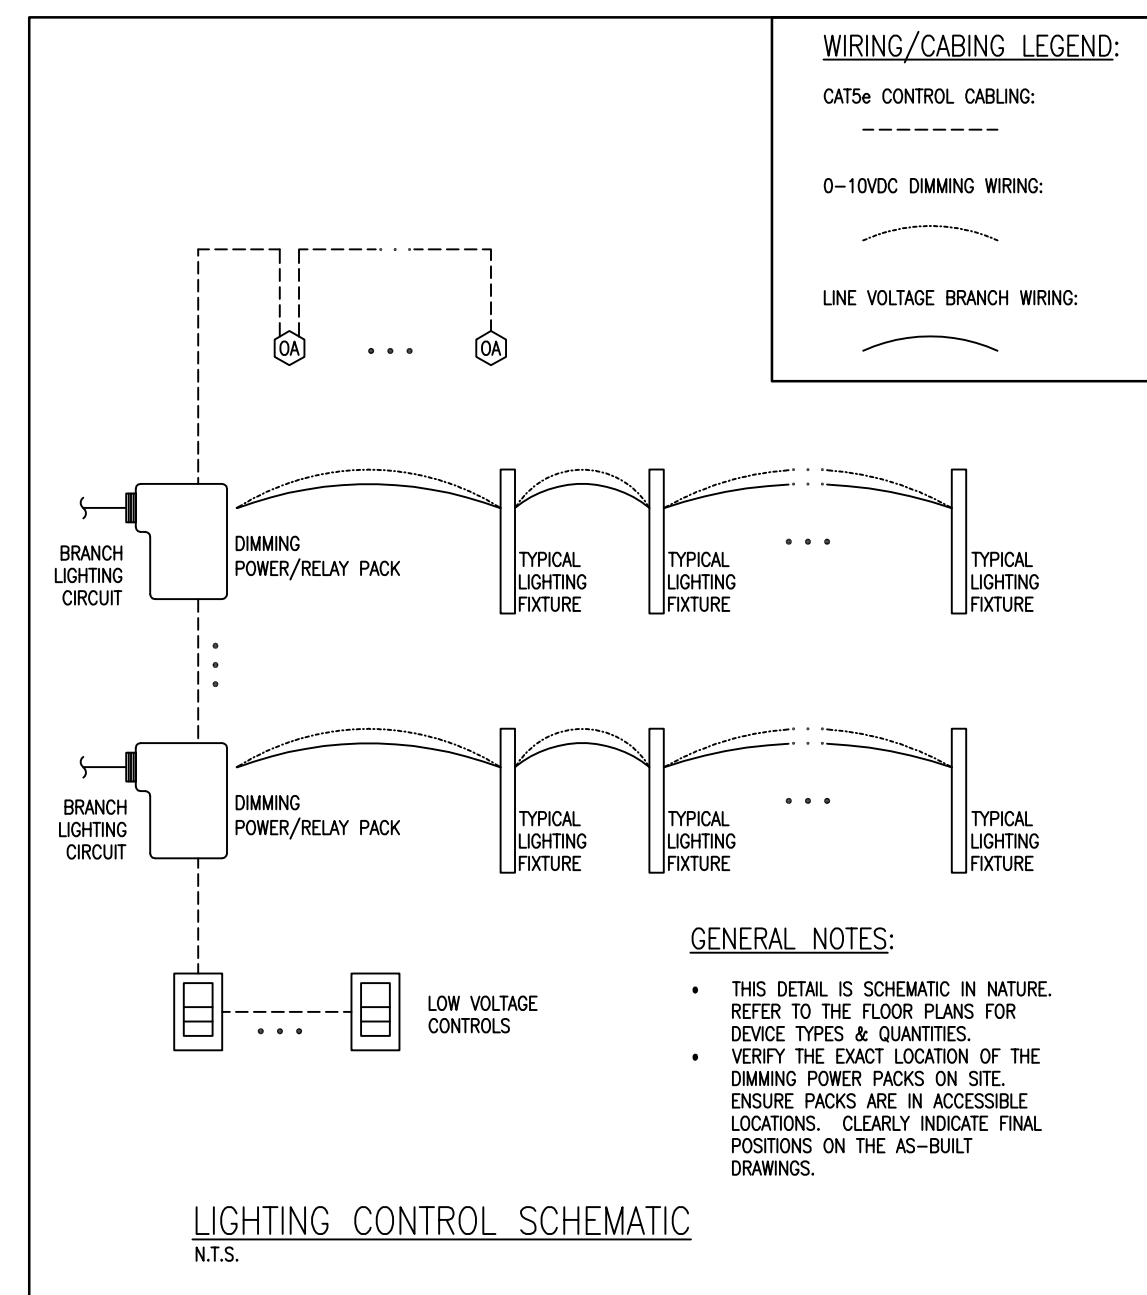 WIRING/CABING LEGEND:
CAT5e CONTROL CABLING:
0-10VDC DIMMING WIRING:
LINE VOLTAGE BRANCH WIRING:
OA
OA
BRANCH
LIGHTING
CIRCUIT
DIMMING
POWER/RELAY PACK
TYPICAL
LIGHTING
FIXTURE
TYPICAL
LIGHTING
FIXTURE
TYPICAL
LIGHTING
FIXTURE
BRANCH
LIGHTING
CIRCUIT
DIMMING
POWER/RELAY PACK
TYPICAL
LIGHTING
FIXTURE
TYPICAL
LIGHTING
FIXTURE
TYPICAL
LIGHTING
FIXTURE
LOW VOLTAGE
CONTROLS
GENERAL NOTES:
• THIS DETAIL IS SCHEMATIC IN NATURE.
REFER TO THE FLOOR PLANS FOR
DEVICE TYPES & QUANTITIES.
• VERIFY THE EXACT LOCATION OF THE
DIMMING POWER PACKS ON SITE.
ENSURE PACKS ARE IN ACCESSIBLE
LOCATIONS. CLEARLY INDICATE FINAL
POSITIONS ON THE AS-BUILT
DRAWINGS.
LIGHTING CONTROL SCHEMATIC
N.T.S.